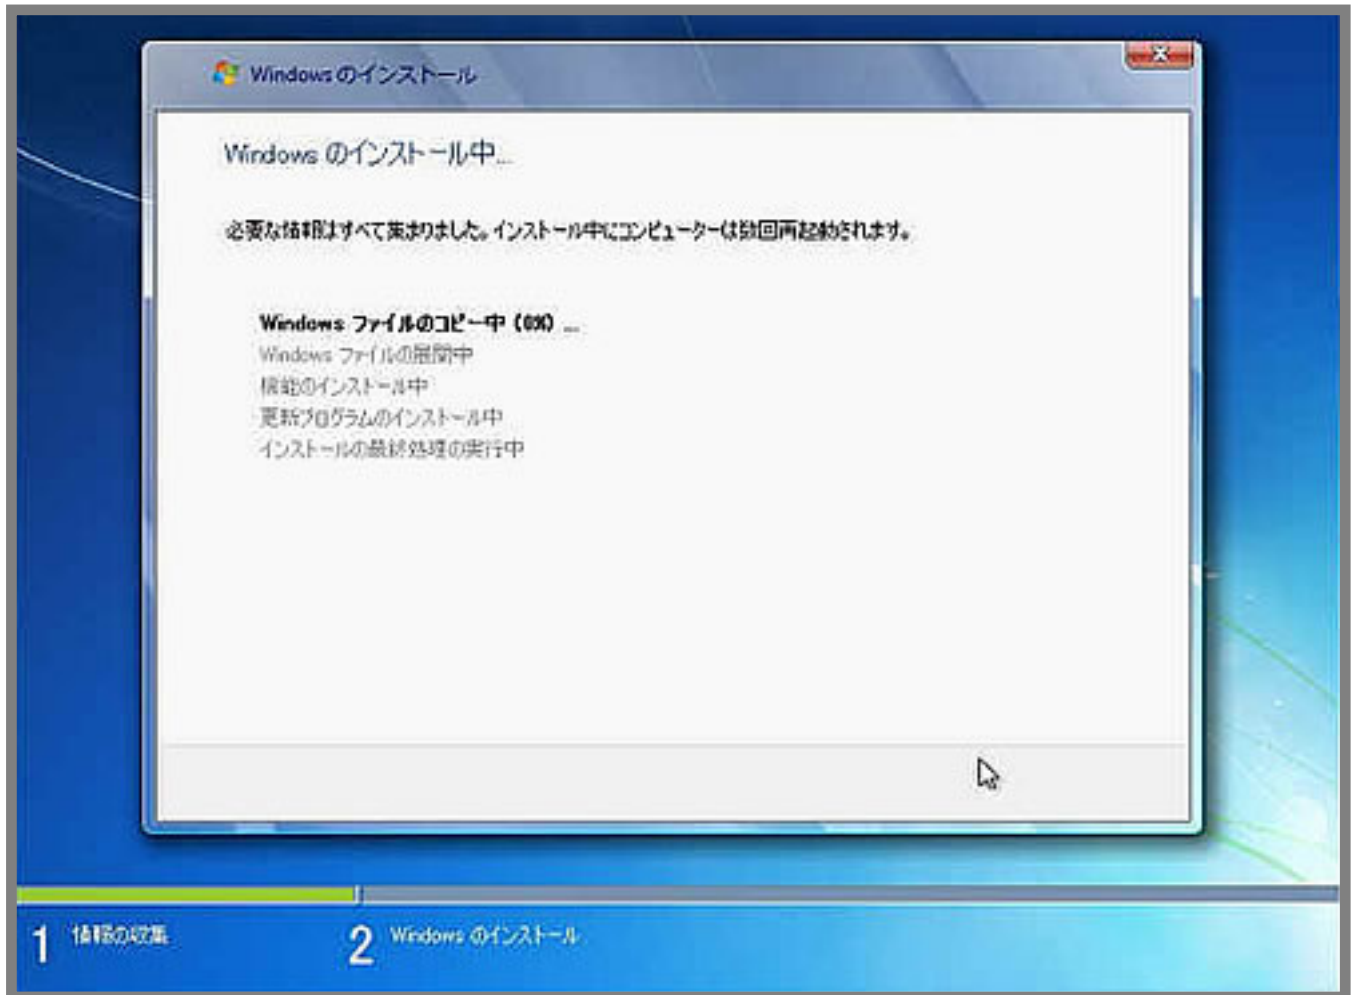 Windows のインストール
Windows のインストール中...
必要な情報はすべて集まりました。インストール中にコンピューターは数回再起動されます。
Windows ファイルのコピー中 (0%) ...
Windows ファイルの展開中
機能のインストール中
更新プログラムのインストール中
インストールの最終処理の実行中
1 情報の収集
2 Windows のインストール